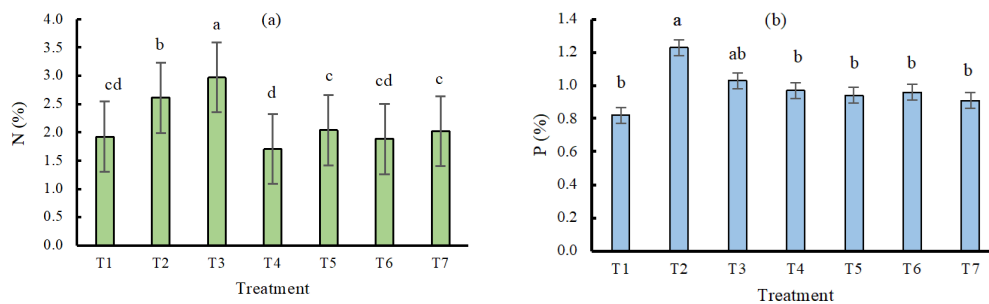 (a)
N (%)
4.0
3.5
3.0
2.5
2.0
1.5
1.0
0.5
0.0
cd
b
a
d
c
cd
c
T1 T2 T3 T4 T5 T6 T7
Treatment
(b)
P (%)
1.4
1.2
1.0
0.8
0.6
0.4
0.2
0.0
b
a
ab
b
b
b
b
T1 T2 T3 T4 T5 T6 T7
Treatment